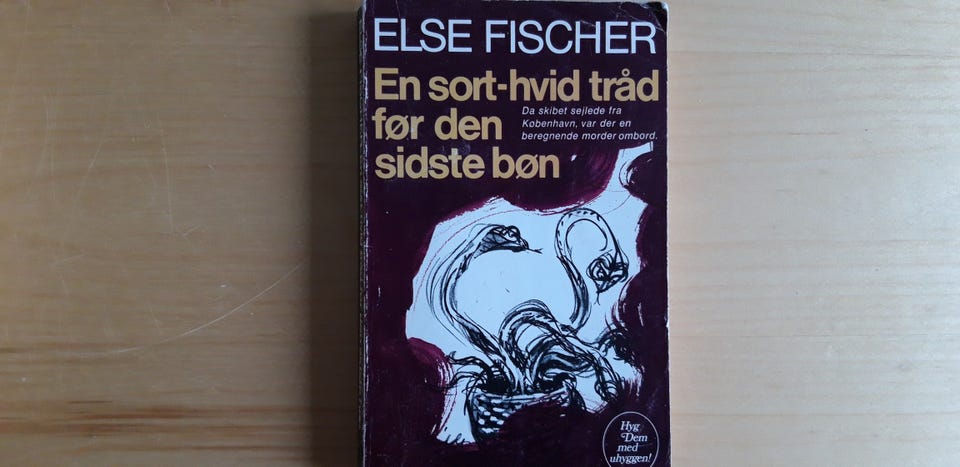 ELSE FISCHER
En sort-hvid tråd
før den
sidste bøn
Da skibet sejlede fra
København, var der en
beregnende morder ombord.
Hyg
Dem
med
uhyggen!